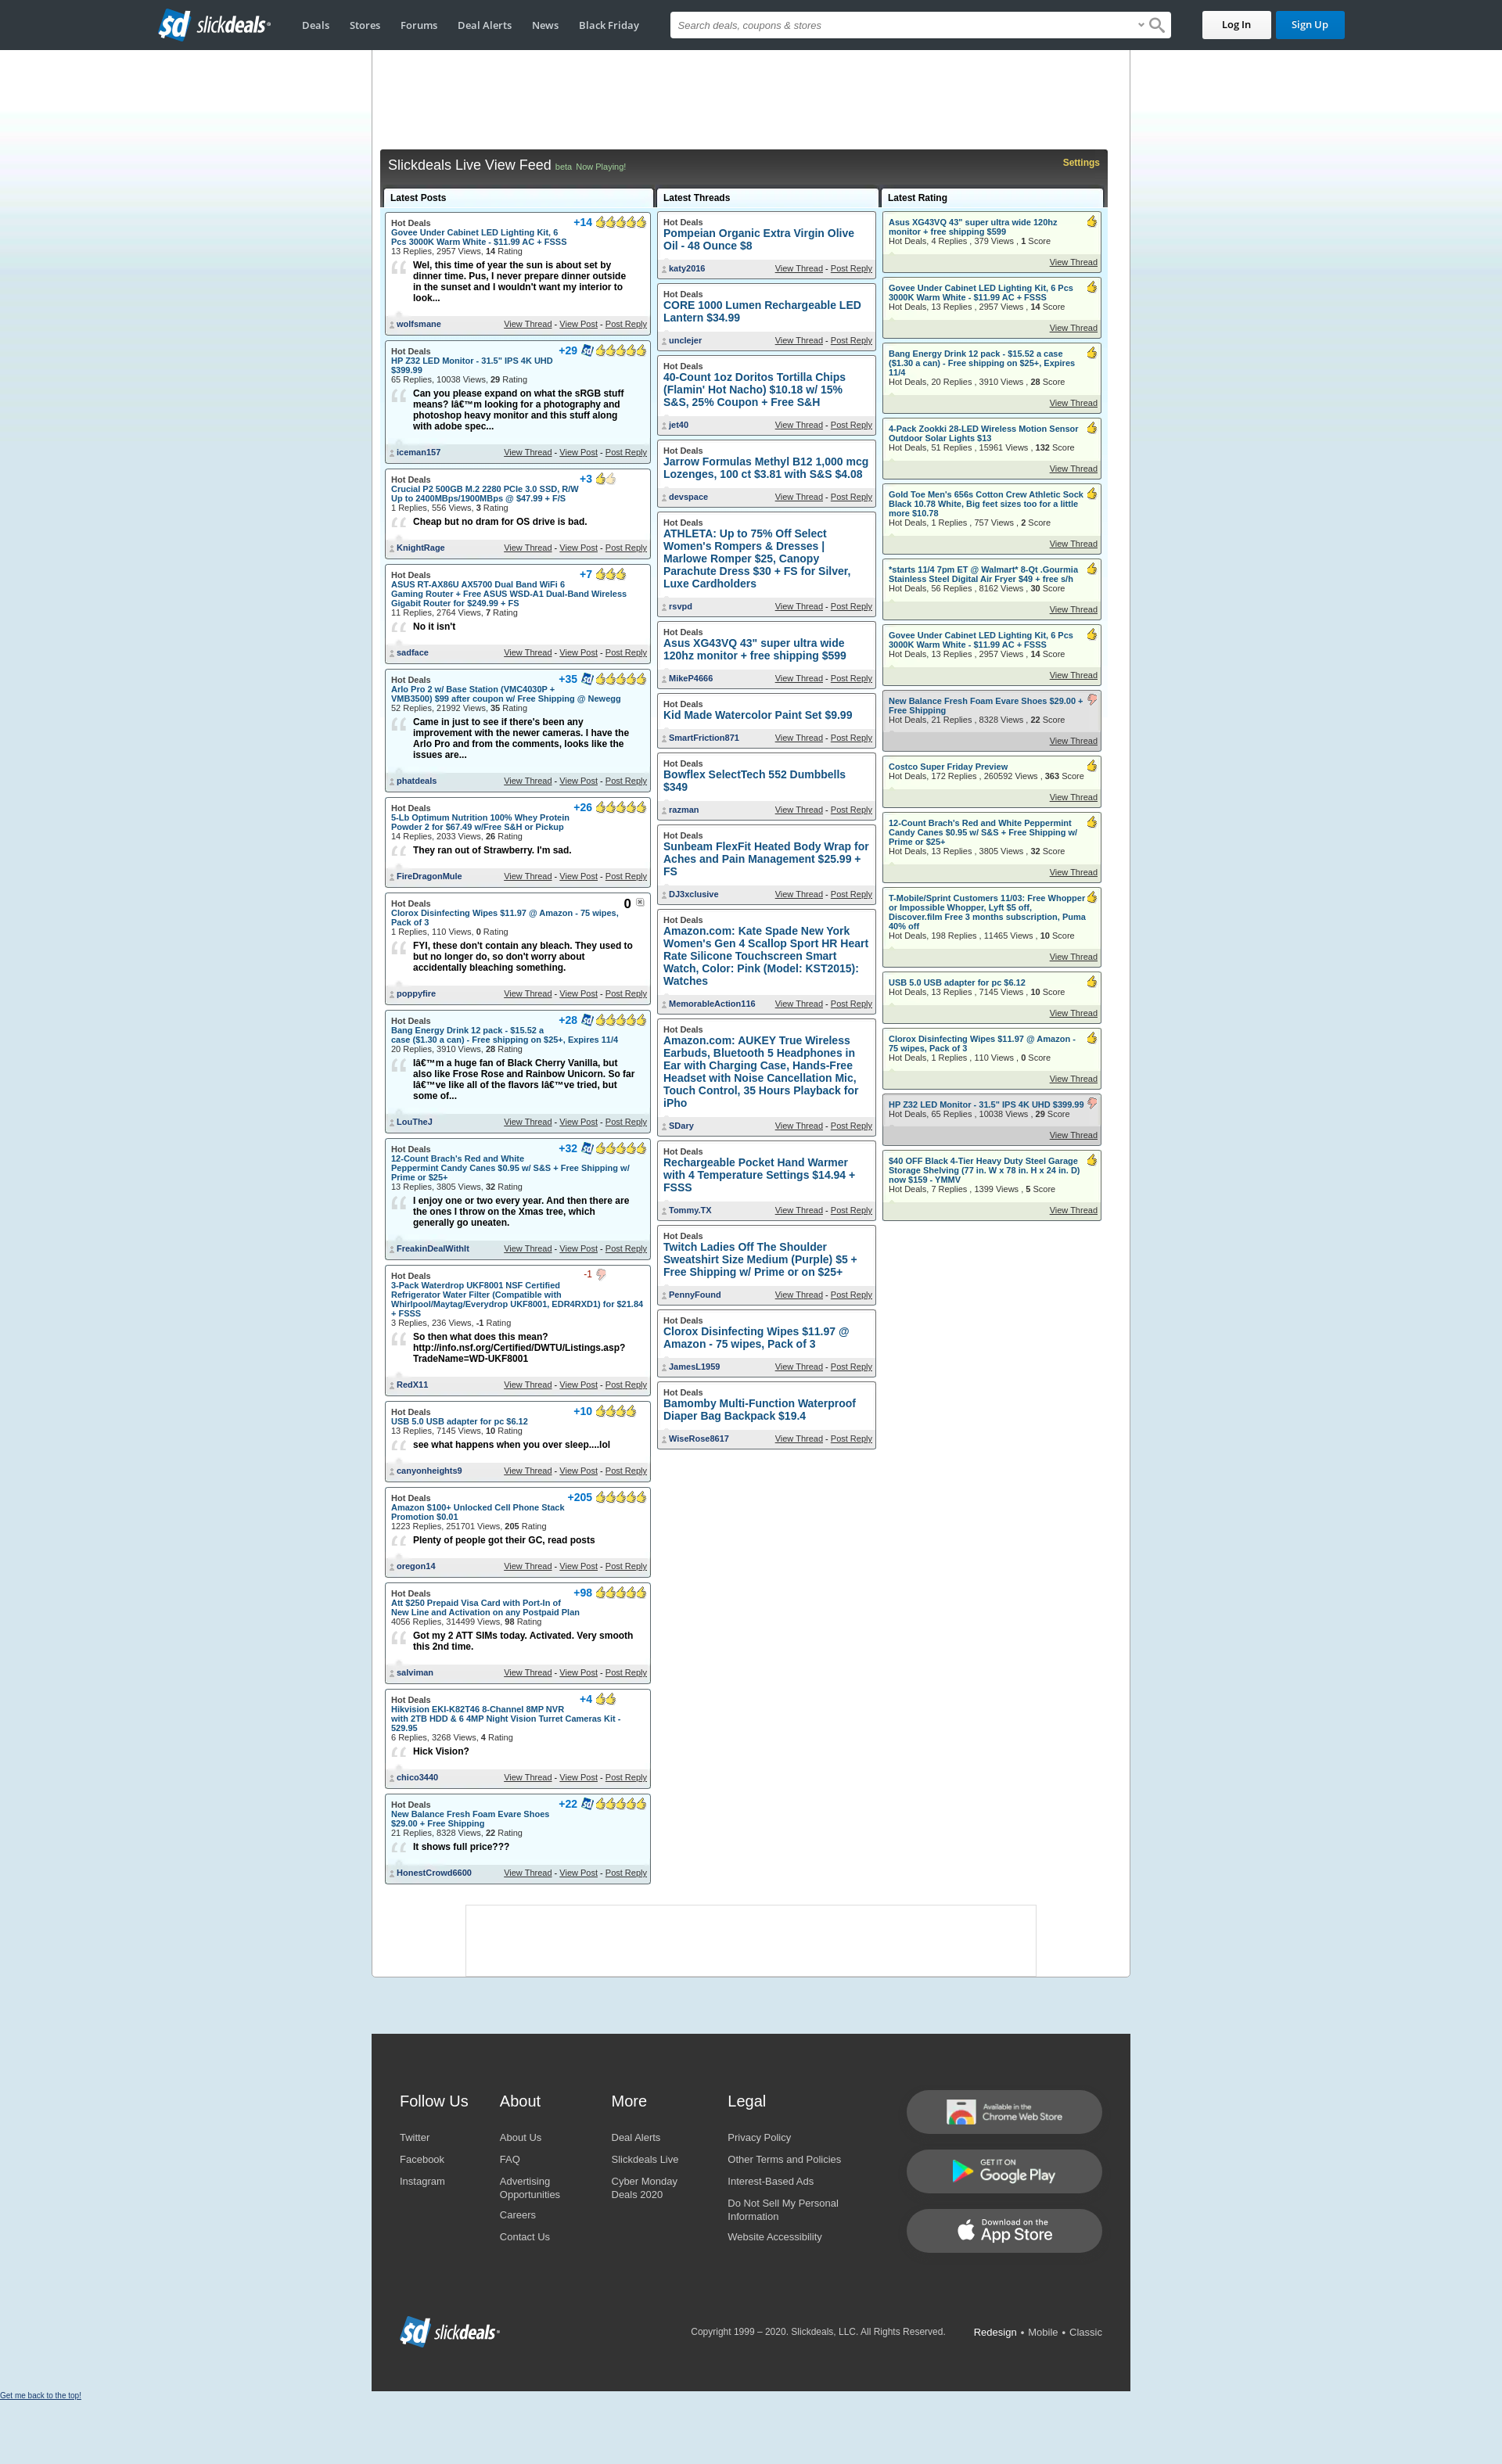 slickdeals
Deals
Stores
Forums
Deal Alerts
News
Black Friday
Search deals, coupons & stores
Log In
Sign Up
Slickdeals Live View Feed beta Now Playing!
Settings
Latest Posts
Hot Deals
+14
Govee Under Cabinet LED Lighting Kit, 6
Pcs 3000K Warm White - $11.99 AC + FSSS
13 Replies, 2957 Views, 14 Rating
Wel, this time of year the sun is about set by
dinner time. Pus, I never prepare dinner outside
in the sunset and I wouldn't want my interior to
look...
wolfsmane
View Thread - View Post - Post Reply
Hot Deals
+29
HP Z32 LED Monitor - 31.5" IPS 4K UHD
$399.99
65 Replies, 10038 Views, 29 Rating
Can you please expand on what the sRGB stuff
means? Iâ€™m looking for a photography and
photoshop heavy monitor and this stuff along
with adobe spec...
iceman157
View Thread - View Post - Post Reply
Hot Deals
+3
Crucial P2 500GB M.2 2280 PCIe 3.0 SSD, R/W
Up to 2400MBps/1900MBps @ $47.99 + F/S
1 Replies, 556 Views, 3 Rating
Cheap but no dram for OS drive is bad.
KnightRage
View Thread - View Post - Post Reply
Hot Deals
+7
ASUS RT-AX86U AX5700 Dual Band WiFi 6
Gaming Router + Free ASUS WSD-A1 Dual-Band Wireless
Gigabit Router for $249.99 + FS
11 Replies, 2764 Views, 7 Rating
No it isn't
sadface
View Thread - View Post - Post Reply
Hot Deals
+35
Arlo Pro 2 w/ Base Station (VMC4030P +
VMB3500) $99 after coupon w/ Free Shipping @ Newegg
52 Replies, 21992 Views, 35 Rating
Came in just to see if there's been any
improvement with the newer cameras. I have the
Arlo Pro and from the comments, looks like the
issues are...
phatdeals
View Thread - View Post - Post Reply
Hot Deals
+26
5-Lb Optimum Nutrition 100% Whey Protein
Powder 2 for $67.49 w/Free S&H or Pickup
14 Replies, 2033 Views, 26 Rating
They ran out of Strawberry. I'm sad.
FireDragonMule
View Thread - View Post - Post Reply
Hot Deals
0
Clorox Disinfecting Wipes $11.97 @ Amazon - 75 wipes,
Pack of 3
1 Replies, 110 Views, 0 Rating
FYI, these don't contain any bleach. They used to
but no longer do, so don't worry about
accidentally bleaching something.
poppyfire
View Thread - View Post - Post Reply
Hot Deals
+28
Bang Energy Drink 12 pack - $15.52 a
case ($1.30 a can) - Free shipping on $25+, Expires 11/4
20 Replies, 3910 Views, 28 Rating
Iâ€™m a huge fan of Black Cherry Vanilla, but
also like Frose Rose and Rainbow Unicorn. So far
Iâ€™ve like all of the flavors Iâ€™ve tried, but
some of...
LouTheJ
View Thread - View Post - Post Reply
Hot Deals
+32
12-Count Brach's Red and White
Peppermint Candy Canes $0.95 w/ S&S + Free Shipping w/
Prime or $25+
13 Replies, 3805 Views, 32 Rating
I enjoy one or two every year. And then there are
the ones I throw on the Xmas tree, which
generally go uneaten.
FreakinDealWithIt
View Thread - View Post - Post Reply
Hot Deals
-1
3-Pack Waterdrop UKF8001 NSF Certified
Refrigerator Water Filter (Compatible with
Whirlpool/Maytag/Everydrop UKF8001, EDR4RXD1) for $21.84
+ FSSS
3 Replies, 236 Views, -1 Rating
So then what does this mean?
http://info.nsf.org/Certified/DWTU/Listings.asp?
TradeName=WD-UKF8001
RedX11
View Thread - View Post - Post Reply
Hot Deals
+10
USB 5.0 USB adapter for pc $6.12
13 Replies, 7145 Views, 10 Rating
see what happens when you over sleep....lol
canyonheights9
View Thread - View Post - Post Reply
Hot Deals
+205
Amazon $100+ Unlocked Cell Phone Stack
Promotion $0.01
1223 Replies, 251701 Views, 205 Rating
Plenty of people got their GC, read posts
oregon14
View Thread - View Post - Post Reply
Hot Deals
+98
Att $250 Prepaid Visa Card with Port-In of
New Line and Activation on any Postpaid Plan
4056 Replies, 314499 Views, 98 Rating
Got my 2 ATT SIMs today. Activated. Very smooth
this 2nd time.
salviman
View Thread - View Post - Post Reply
Hot Deals
+4
Hikvision EKI-K82T46 8-Channel 8MP NVR
with 2TB HDD & 6 4MP Night Vision Turret Cameras Kit -
529.95
6 Replies, 3268 Views, 4 Rating
Hick Vision?
chico3440
View Thread - View Post - Post Reply
Hot Deals
+22
New Balance Fresh Foam Evare Shoes
$29.00 + Free Shipping
21 Replies, 8328 Views, 22 Rating
It shows full price???
HonestCrowd6600
View Thread - View Post - Post Reply
Latest Threads
Hot Deals
Pompeian Organic Extra Virgin Olive
Oil - 48 Ounce $8
katy2016
View Thread - Post Reply
Hot Deals
CORE 1000 Lumen Rechargeable LED
Lantern $34.99
unclejer
View Thread - Post Reply
Hot Deals
40-Count 1oz Doritos Tortilla Chips
(Flamin' Hot Nacho) $10.18 w/ 15%
S&S, 25% Coupon + Free S&H
jet40
View Thread - Post Reply
Hot Deals
Jarrow Formulas Methyl B12 1,000 mcg
Lozenges, 100 ct $3.81 with S&S $4.08
devspace
View Thread - Post Reply
Hot Deals
ATHLETA: Up to 75% Off Select
Women's Rompers & Dresses |
Marlowe Romper $25, Canopy
Parachute Dress $30 + FS for Silver,
Luxe Cardholders
rsvpd
View Thread - Post Reply
Hot Deals
Asus XG43VQ 43" super ultra wide
120hz monitor + free shipping $599
MikeP4666
View Thread - Post Reply
Hot Deals
Kid Made Watercolor Paint Set $9.99
SmartFriction871
View Thread - Post Reply
Hot Deals
Bowflex SelectTech 552 Dumbbells
$349
razman
View Thread - Post Reply
Hot Deals
Sunbeam FlexFit Heated Body Wrap for
Aches and Pain Management $25.99 +
FS
DJ3xclusive
View Thread - Post Reply
Hot Deals
Amazon.com: Kate Spade New York
Women's Gen 4 Scallop Sport HR Heart
Rate Silicone Touchscreen Smart
Watch, Color: Pink (Model: KST2015):
Watches
MemorableAction116
View Thread - Post Reply
Hot Deals
Amazon.com: AUKEY True Wireless
Earbuds, Bluetooth 5 Headphones in
Ear with Charging Case, Hands-Free
Headset with Noise Cancellation Mic,
Touch Control, 35 Hours Playback for
iPho
SDary
View Thread - Post Reply
Hot Deals
Rechargeable Pocket Hand Warmer
with 4 Temperature Settings $14.94 +
FSSS
Tommy.TX
View Thread - Post Reply
Hot Deals
Twitch Ladies Off The Shoulder
Sweatshirt Size Medium (Purple) $5 +
Free Shipping w/ Prime or on $25+
PennyFound
View Thread - Post Reply
Hot Deals
Clorox Disinfecting Wipes $11.97 @
Amazon - 75 wipes, Pack of 3
JamesL1959
View Thread - Post Reply
Hot Deals
Bamomby Multi-Function Waterproof
Diaper Bag Backpack $19.4
WiseRose8617
View Thread - Post Reply
Latest Rating
Asus XG43VQ 43" super ultra wide 120hz
monitor + free shipping $599
Hot Deals, 4 Replies , 379 Views , 1 Score
View Thread
Govee Under Cabinet LED Lighting Kit, 6 Pcs
3000K Warm White - $11.99 AC + FSSS
Hot Deals, 13 Replies , 2957 Views , 14 Score
View Thread
Bang Energy Drink 12 pack - $15.52 a case
($1.30 a can) - Free shipping on $25+, Expires
11/4
Hot Deals, 20 Replies , 3910 Views , 28 Score
View Thread
4-Pack Zookki 28-LED Wireless Motion Sensor
Outdoor Solar Lights $13
Hot Deals, 51 Replies , 15961 Views , 132 Score
View Thread
Gold Toe Men's 656s Cotton Crew Athletic Sock
Black 10.78 White, Big feet sizes too for a little
more $10.78
Hot Deals, 1 Replies , 757 Views , 2 Score
View Thread
*starts 11/4 7pm ET @ Walmart* 8-Qt .Gourmia
Stainless Steel Digital Air Fryer $49 + free s/h
Hot Deals, 56 Replies , 8162 Views , 30 Score
View Thread
Govee Under Cabinet LED Lighting Kit, 6 Pcs
3000K Warm White - $11.99 AC + FSSS
Hot Deals, 13 Replies , 2957 Views , 14 Score
View Thread
New Balance Fresh Foam Evare Shoes $29.00 +
Free Shipping
Hot Deals, 21 Replies , 8328 Views , 22 Score
View Thread
Costco Super Friday Preview
Hot Deals, 172 Replies , 260592 Views , 363 Score
View Thread
12-Count Brach's Red and White Peppermint
Candy Canes $0.95 w/ S&S + Free Shipping w/
Prime or $25+
Hot Deals, 13 Replies , 3805 Views , 32 Score
View Thread
T-Mobile/Sprint Customers 11/03: Free Whopper
or Impossible Whopper, Lyft $5 off,
Discover.film Free 3 months subscription, Puma
40% off
Hot Deals, 198 Replies , 11465 Views , 10 Score
View Thread
USB 5.0 USB adapter for pc $6.12
Hot Deals, 13 Replies , 7145 Views , 10 Score
View Thread
Clorox Disinfecting Wipes $11.97 @ Amazon -
75 wipes, Pack of 3
Hot Deals, 1 Replies , 110 Views , 0 Score
View Thread
HP Z32 LED Monitor - 31.5" IPS 4K UHD $399.99
Hot Deals, 65 Replies , 10038 Views , 29 Score
View Thread
$40 OFF Black 4-Tier Heavy Duty Steel Garage
Storage Shelving (77 in. W x 78 in. H x 24 in. D)
now $159 - YMMV
Hot Deals, 7 Replies , 1399 Views , 5 Score
View Thread
Follow Us
Twitter
Facebook
Instagram
About
About Us
FAQ
Advertising
Opportunities
Careers
Contact Us
More
Deal Alerts
Slickdeals Live
Cyber Monday
Deals 2020
Legal
Privacy Policy
Other Terms and Policies
Interest-Based Ads
Do Not Sell My Personal
Information
Website Accessibility
Available in the
Chrome Web Store
GET IT ON
Google Play
Download on the
App Store
slickdeals
Copyright 1999 – 2020. Slickdeals, LLC. All Rights Reserved.
Redesign • Mobile • Classic
Get me back to the top!